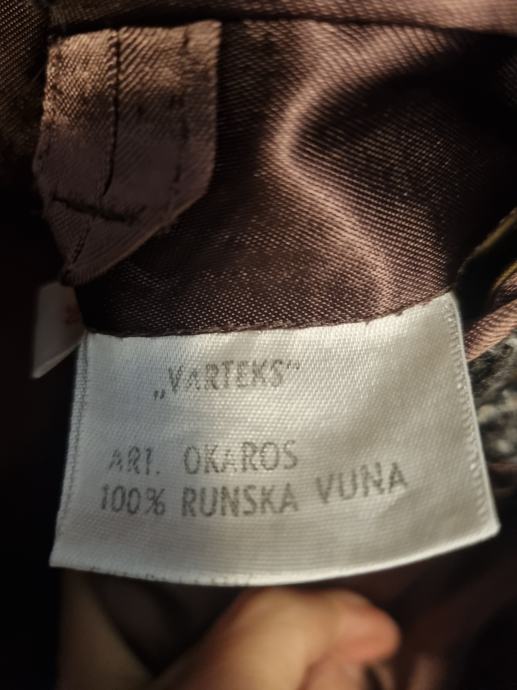 „VARTEKS“
ART. OKAROS
100% RUNSKA VUNA